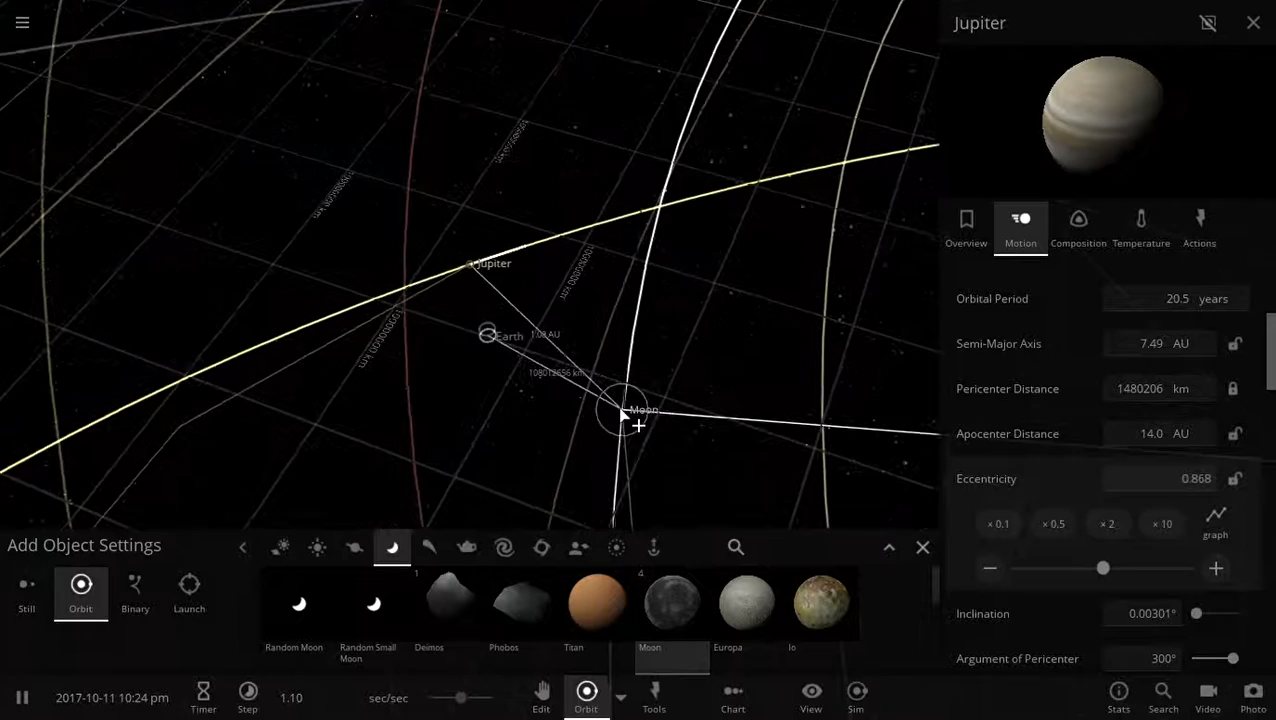 Jupiter
Overview
Motion
Composition
Temperature
Actions
Orbital Period 20.5 years
Semi-Major Axis 7.49 AU
Pericenter Distance 1480206 km
Apocenter Distance 14.0 AU
Eccentricity 0.868
× 0.1 × 0.5 × 2 × 10 graph
Inclination 0.00301°
Argument of Pericenter 300°
Jupiter
Earth 1.08 AU
108012656 km
Moon
Add Object Settings
Still Orbit Binary Launch
1 4
Random Moon
Random Small Moon
Deimos
Phobos
Titan
Moon
Europa
Io
2017-10-11 10:24 pm
Timer
Step
1.10 sec/sec
Edit
Orbit
Tools
Chart
View
Sim
Stats
Search
Video
Photo